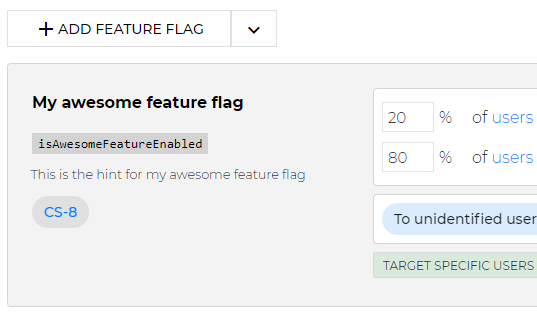 + ADD FEATURE FLAG
My awesome feature flag
isAwesomeFeatureEnabled
This is the hint for my awesome feature flag
CS-8
20 % of users
80 % of users
To unidentified user
TARGET SPECIFIC USERS